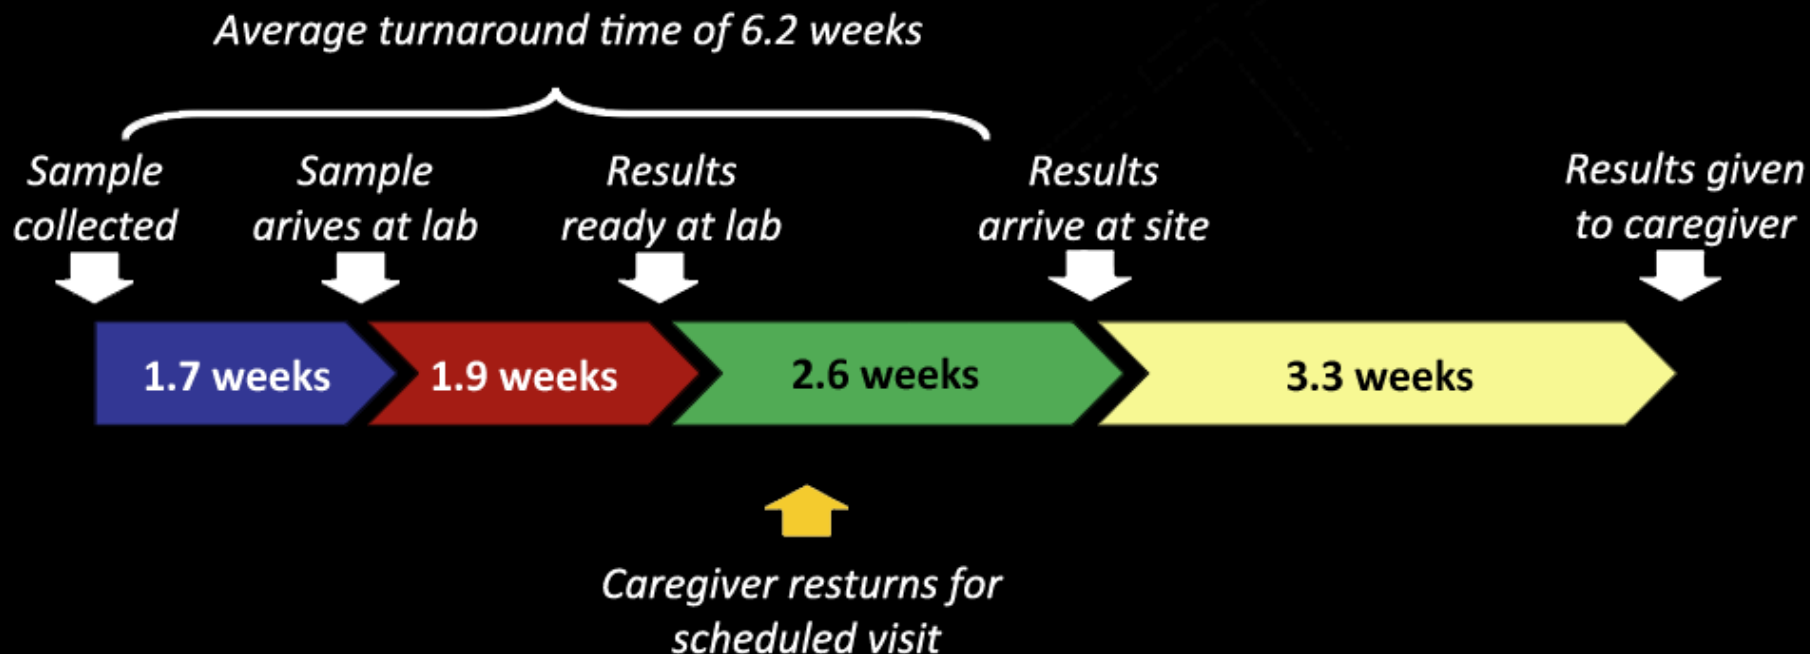 Average turnaround time of 6.2 weeks
Sample
collected
Sample
arives at lab
Results
ready at lab
Results
arrive at site
Results given
to caregiver
1.7 weeks
1.9 weeks
2.6 weeks
3.3 weeks
Caregiver resturns for
scheduled visit